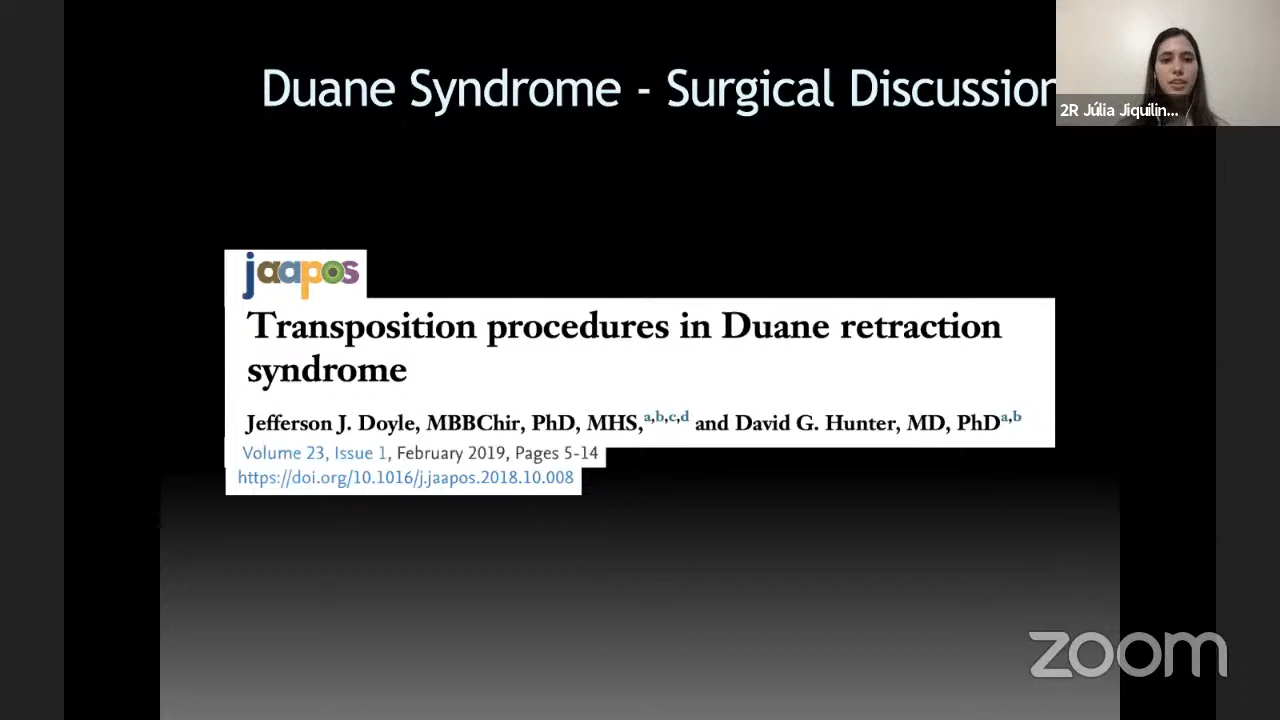 Duane Syndrome - Surgical Discussion
2R Júlia Jiquilin...
jaapos
Transposition procedures in Duane retraction
syndrome
Jefferson J. Doyle, MBBChir, PhD, MHS,a,b,c,d and David G. Hunter, MD, PhDa,b
Volume 23, Issue 1, February 2019, Pages 5-14
https://doi.org/10.1016/j.jaapos.2018.10.008
zoom